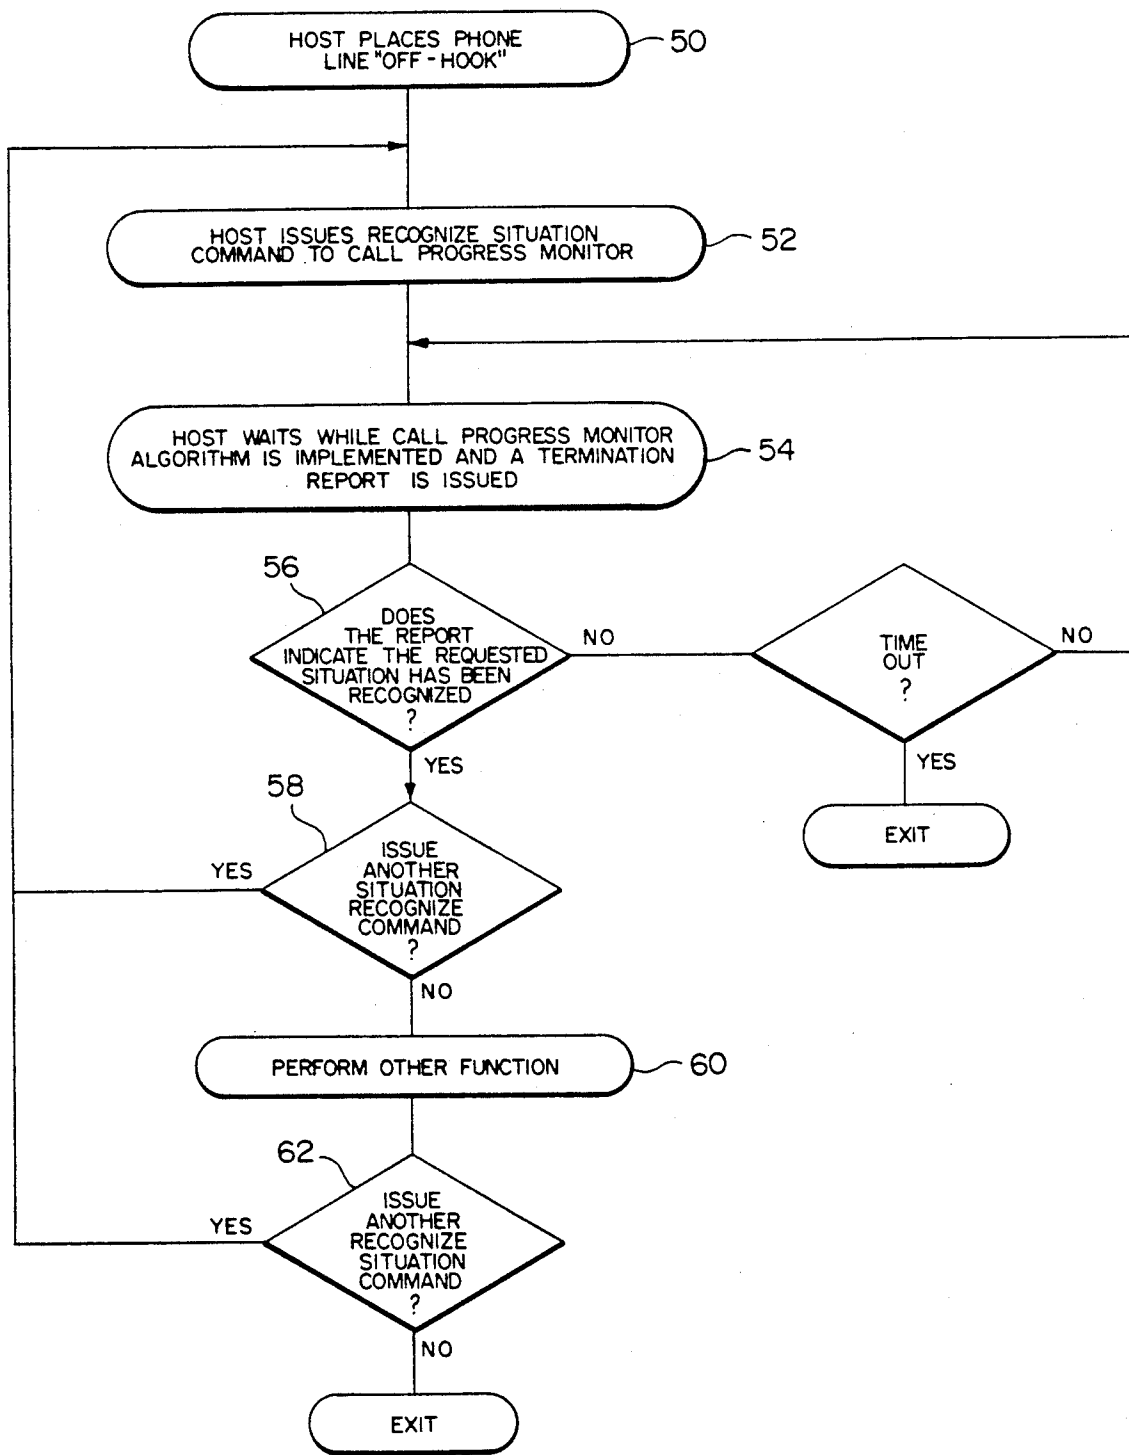 HOST PLACES PHONE
LINE "OFF-HOOK"
50
HOST ISSUES RECOGNIZE SITUATION
COMMAND TO CALL PROGRESS MONITOR
52
HOST WAITS WHILE CALL PROGRESS MONITOR
ALGORITHM IS IMPLEMENTED AND A TERMINATION
REPORT IS ISSUED
54
56
DOES
THE REPORT
INDICATE THE REQUESTED
SITUATION HAS BEEN
RECOGNIZED
?
NO
TIME
OUT
?
NO
YES
YES
EXIT
58
ISSUE
ANOTHER
SITUATION
RECOGNIZE
COMMAND
?
YES
NO
PERFORM OTHER FUNCTION
60
62
ISSUE
ANOTHER
RECOGNIZE
SITUATION
COMMAND
?
YES
NO
EXIT